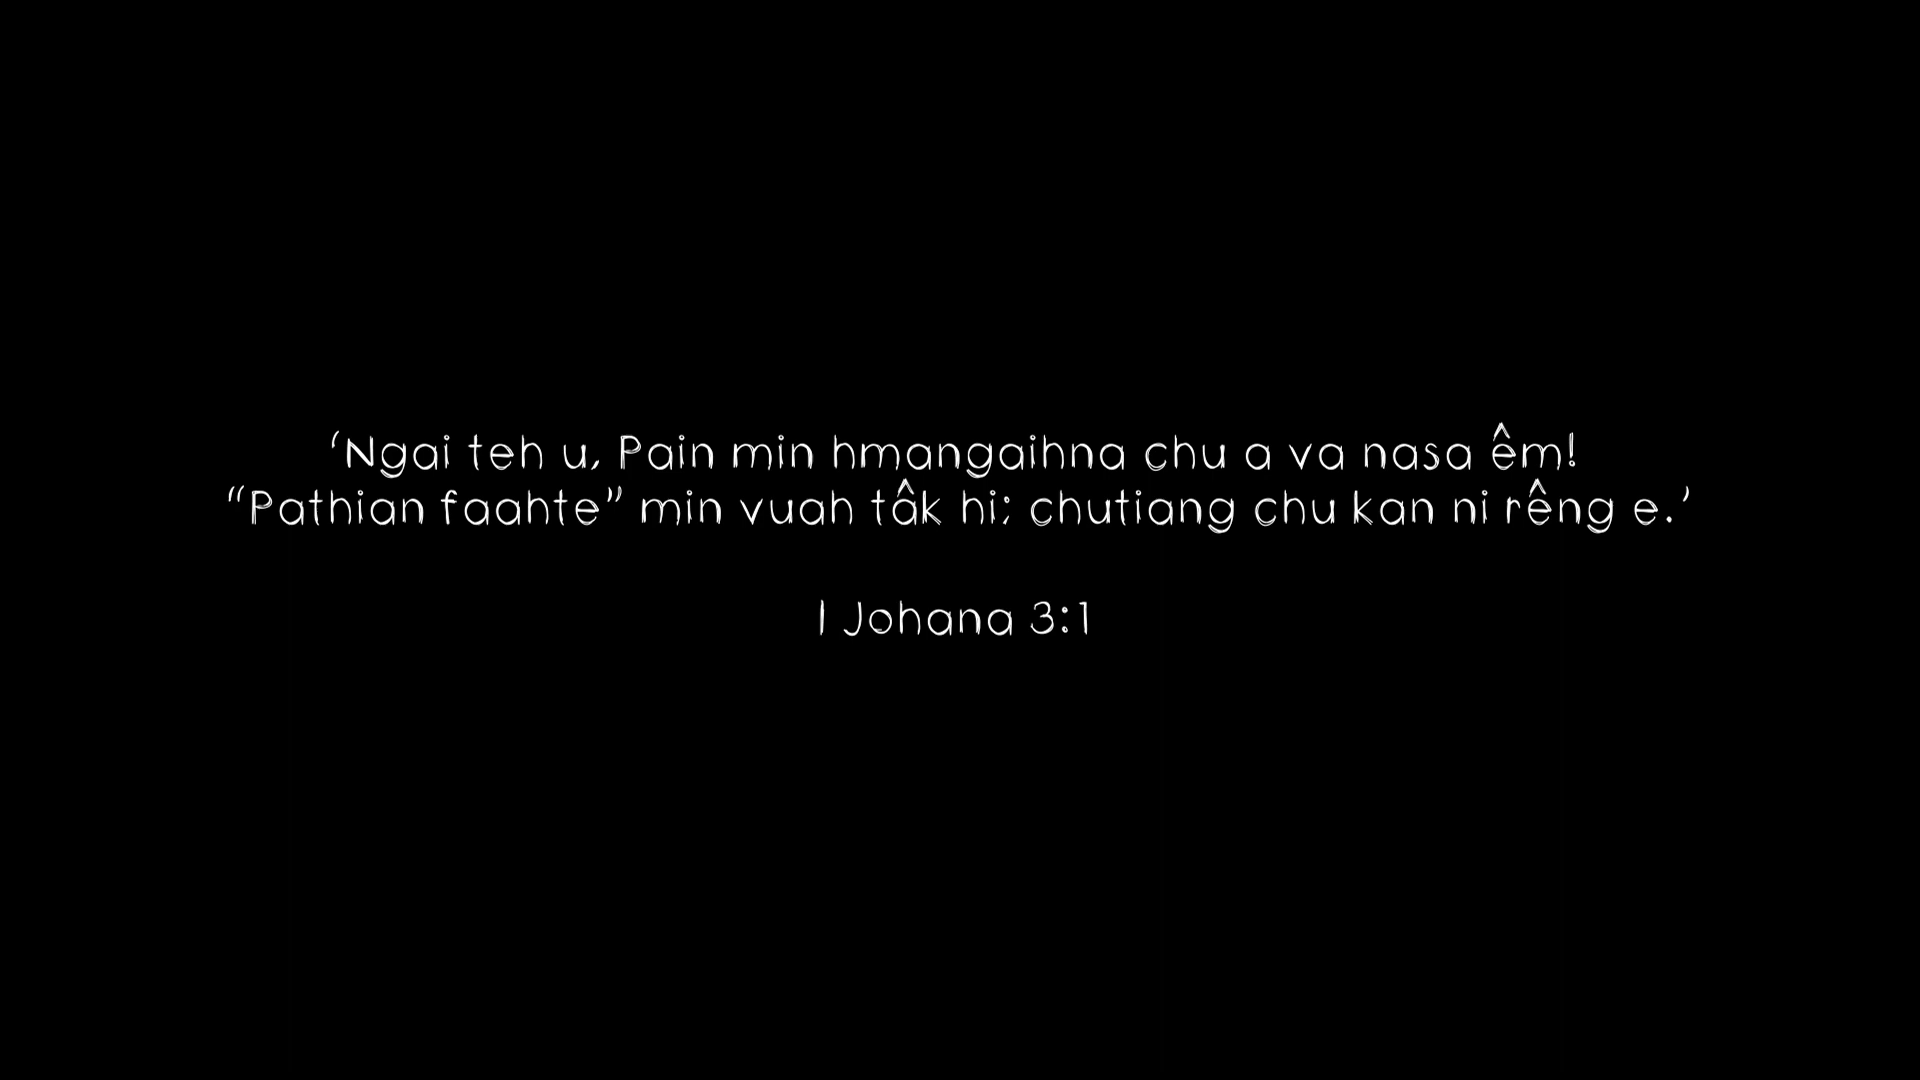 ‘Ngai teh u, Pain min hmangaihna chu a va nasa êm!
“Pathian faahte” min vuah tâk hi; chutiang chu kan ni rêng e.’
I Johana 3:1